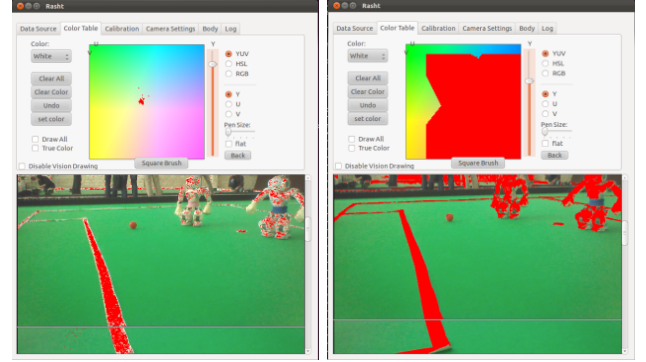 Rasht
Data Source Color Table Calibration Camera Settings Body Log
Color:
White
Clear All
Clear Color
Undo
set color
Draw All
True Color
Disable Vision Drawing
U
V
Y
YUV
HSL
RGB
Y
U
V
Pen Size:
flat
Back
Square Brush
Rasht
Data Source Color Table Calibration Camera Settings Body Log
Color:
White
Clear All
Clear Color
Undo
set color
Draw All
True Color
Disable Vision Drawing
U
V
Y
YUV
HSL
RGB
Y
U
V
Pen Size:
flat
Back
Square Brush